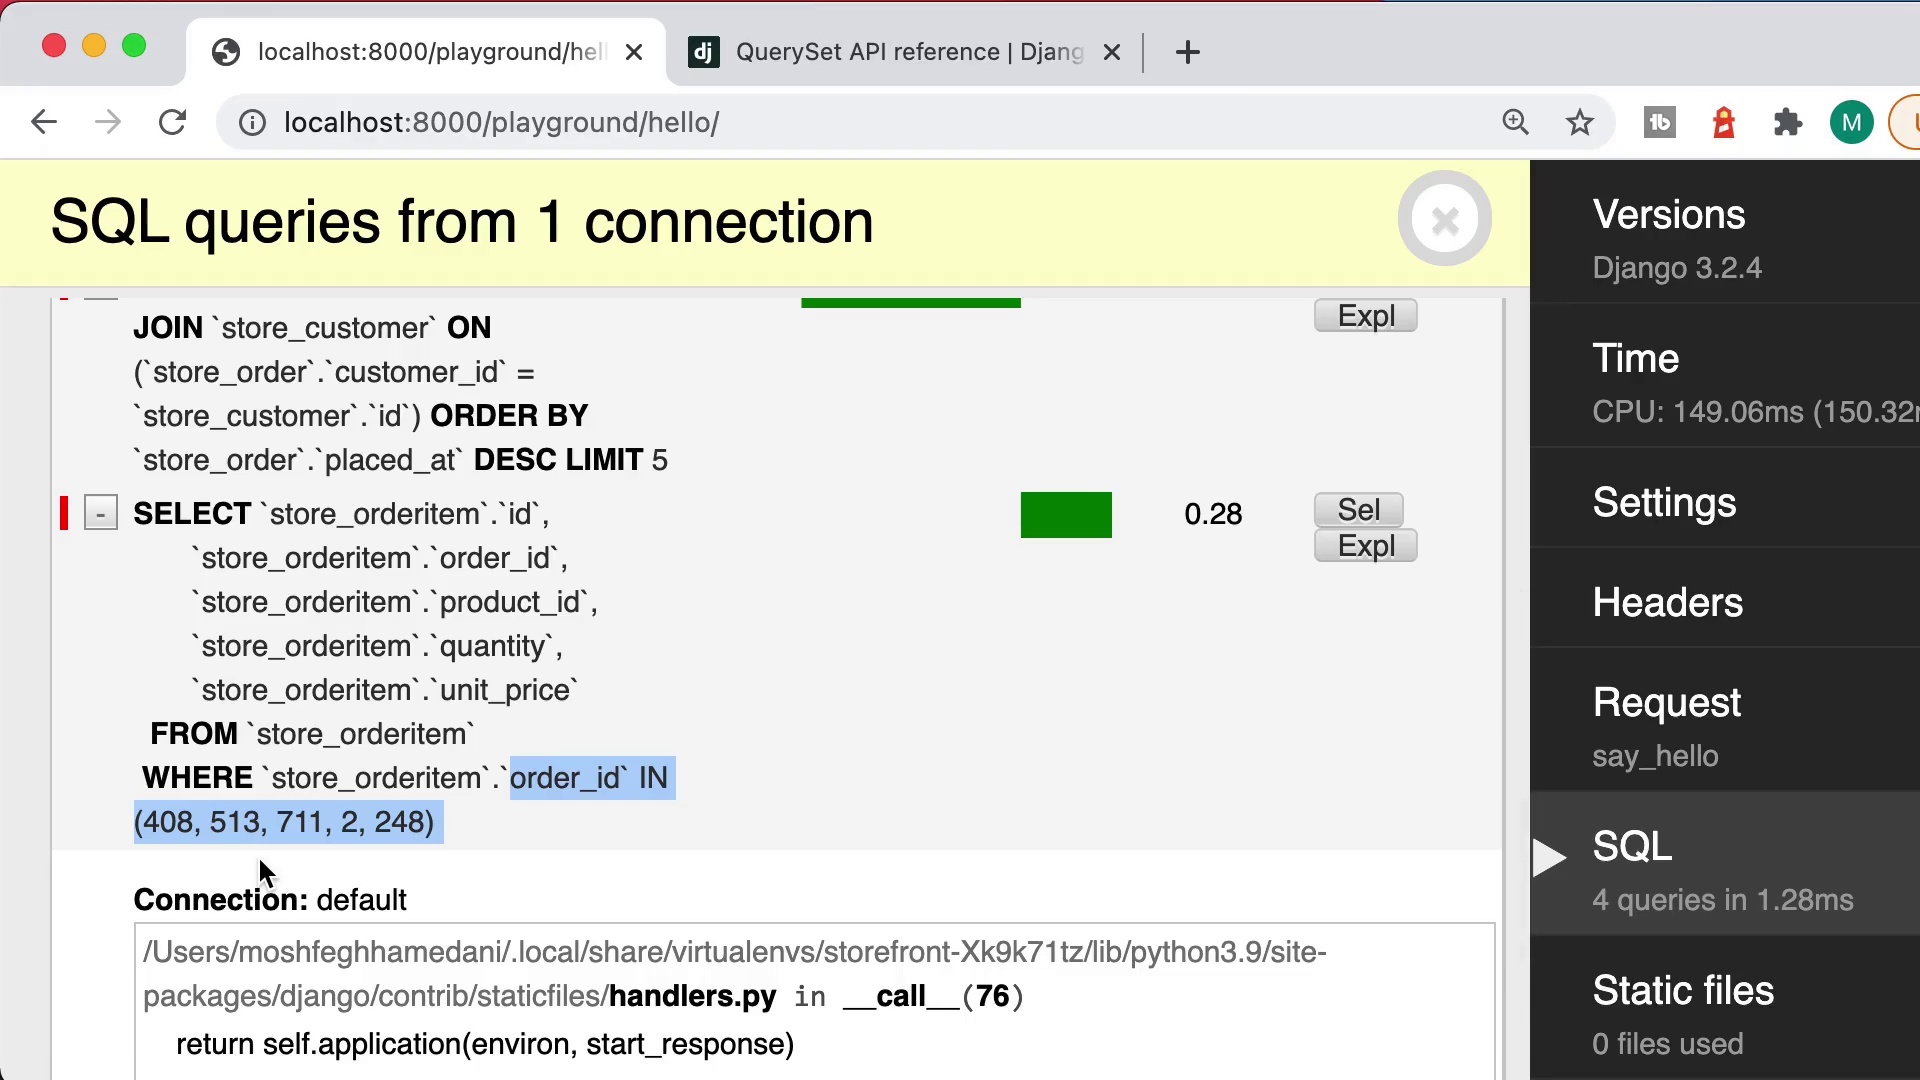 localhost:8000/playground/hel
dj QuerySet API reference | Djang
localhost:8000/playground/hello/
M
SQL queries from 1 connection
JOIN `store_customer` ON
(`store_order`.`customer_id` =
`store_customer`.`id`) ORDER BY
`store_order`.`placed_at` DESC LIMIT 5
Expl
- SELECT `store_orderitem`.`id`,
`store_orderitem`.`order_id`,
`store_orderitem`.`product_id`,
`store_orderitem`.`quantity`,
`store_orderitem`.`unit_price`
FROM `store_orderitem`
WHERE `store_orderitem`.`order_id` IN
(408, 513, 711, 2, 248)
0.28
Sel
Expl
Connection: default
/Users/moshfeghhamedani/.local/share/virtualenvs/storefront-Xk9k71tz/lib/python3.9/site-
packages/django/contrib/staticfiles/handlers.py in __call__(76)
return self.application(environ, start_response)
Versions
Django 3.2.4
Time
CPU: 149.06ms (150.32
Settings
Headers
Request
say_hello
SQL
4 queries in 1.28ms
Static files
0 files used